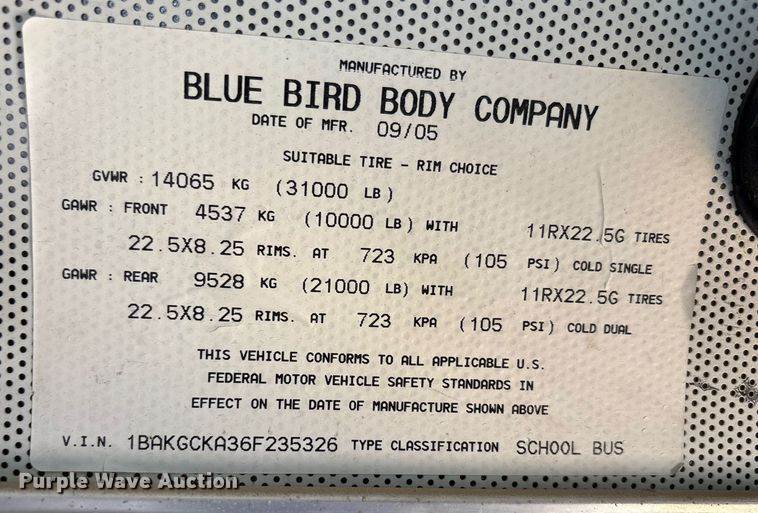 MANUFACTURED BY
BLUE BIRD BODY COMPANY
DATE OF MFR. 09/05
SUITABLE TIRE - RIM CHOICE
GVWR : 14065 KG (31000 LB)
GAWR : FRONT 4537 KG (10000 LB) WITH 11RX22.5G TIRES
22.5X8.25 RIMS. AT 723 KPA (105 PSI) COLD SINGLE
GAWR : REAR 9528 KG (21000 LB) WITH 11RX22.5G TIRES
22.5X8.25 RIMS. AT 723 KPA (105 PSI) COLD DUAL
THIS VEHICLE CONFORMS TO ALL APPLICABLE U.S.
FEDERAL MOTOR VEHICLE SAFETY STANDARDS IN
EFFECT ON THE DATE OF MANUFACTURE SHOWN ABOVE
V.I.N. 1BAKGCKA36F235326 TYPE CLASSIFICATION SCHOOL BUS
Purple Wave Auction